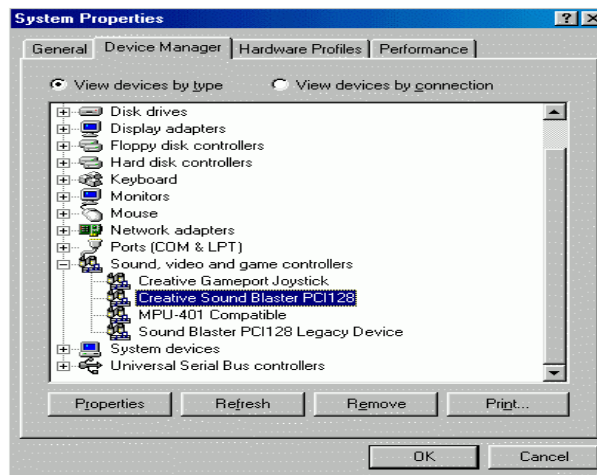 System Properties
General Device Manager Hardware Profiles Performance
View devices by type View devices by connection
Disk drives
Display adapters
Floppy disk controllers
Hard disk controllers
Keyboard
Monitors
Mouse
Network adapters
Ports (COM & LPT)
Sound, video and game controllers
Creative Gameport Joystick
Creative Sound Blaster PCI128
MPU-401 Compatible
Sound Blaster PCI128 Legacy Device
System devices
Universal Serial Bus controllers
Properties Refresh Remove Print...
OK Cancel